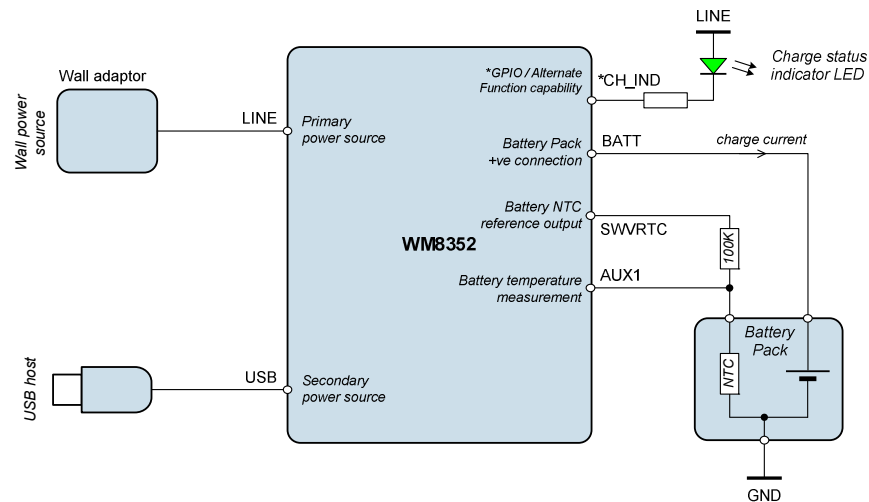 LINE
Charge status
indicator LED
*GPIO / Alternate
Function capability
*CH_IND
Wall adaptor
Wall power
source
LINE
Primary
power source
Battery Pack
+ve connection
BATT
charge current
Battery NTC
reference output
SWVRTC
100K
WM8352
Battery temperature
measurement
AUX1
Battery
Pack
NTC
USB host
USB
Secondary
power source
GND